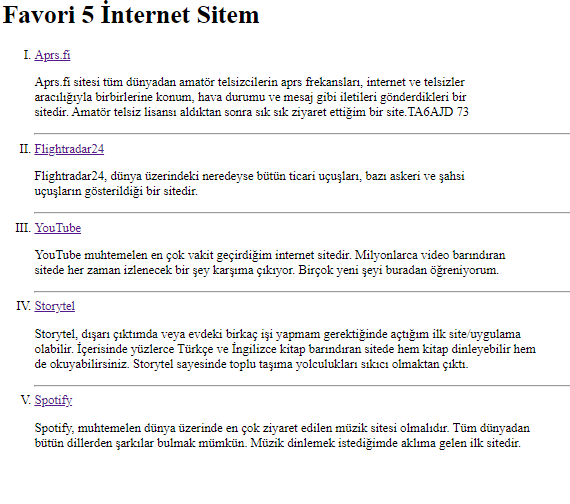 Favori 5 İnternet Sitem
I. Aprs.fi
Aprs.fi sitesi tüm dünyadan amatör telsizcilerin aprs frekansları, internet ve telsizler
aracılığıyla birbirlerine konum, hava durumu ve mesaj gibi iletileri gönderdikleri bir
sitedir. Amatör telsiz lisansı aldıktan sonra sık sık ziyaret ettiğim bir site.TA6AJD 73
II. Flightradar24
Flightradar24, dünya üzerindeki neredeyse bütün ticari uçuşları, bazı askeri ve şahsi
uçuşların gösterildiği bir sitedir.
III. YouTube
YouTube muhtemelen en çok vakit geçirdiğim internet sitedir. Milyonlarca video barındıran
sitede her zaman izlenecek bir şey karşıma çıkıyor. Birçok yeni şeyi buradan öğreniyorum.
IV. Storytel
Storytel, dışarı çıktımda veya evdeki birkaç işi yapmam gerektiğinde açtığım ilk site/uygulama
olabilir. İçerisinde yüzlerce Türkçe ve İngilizce kitap barındıran sitede hem kitap dinleyebilir hem
de okuyabilirsiniz. Storytel sayesinde toplu taşıma yolculukları sıkıcı olmaktan çıktı.
V. Spotify
Spotify, muhtemelen dünya üzerinde en çok ziyaret edilen müzik sitesi olmalıdır. Tüm dünyadan
bütün dillerden şarkılar bulmak mümkün. Müzik dinlemek istediğimde aklıma gelen ilk sitedir.